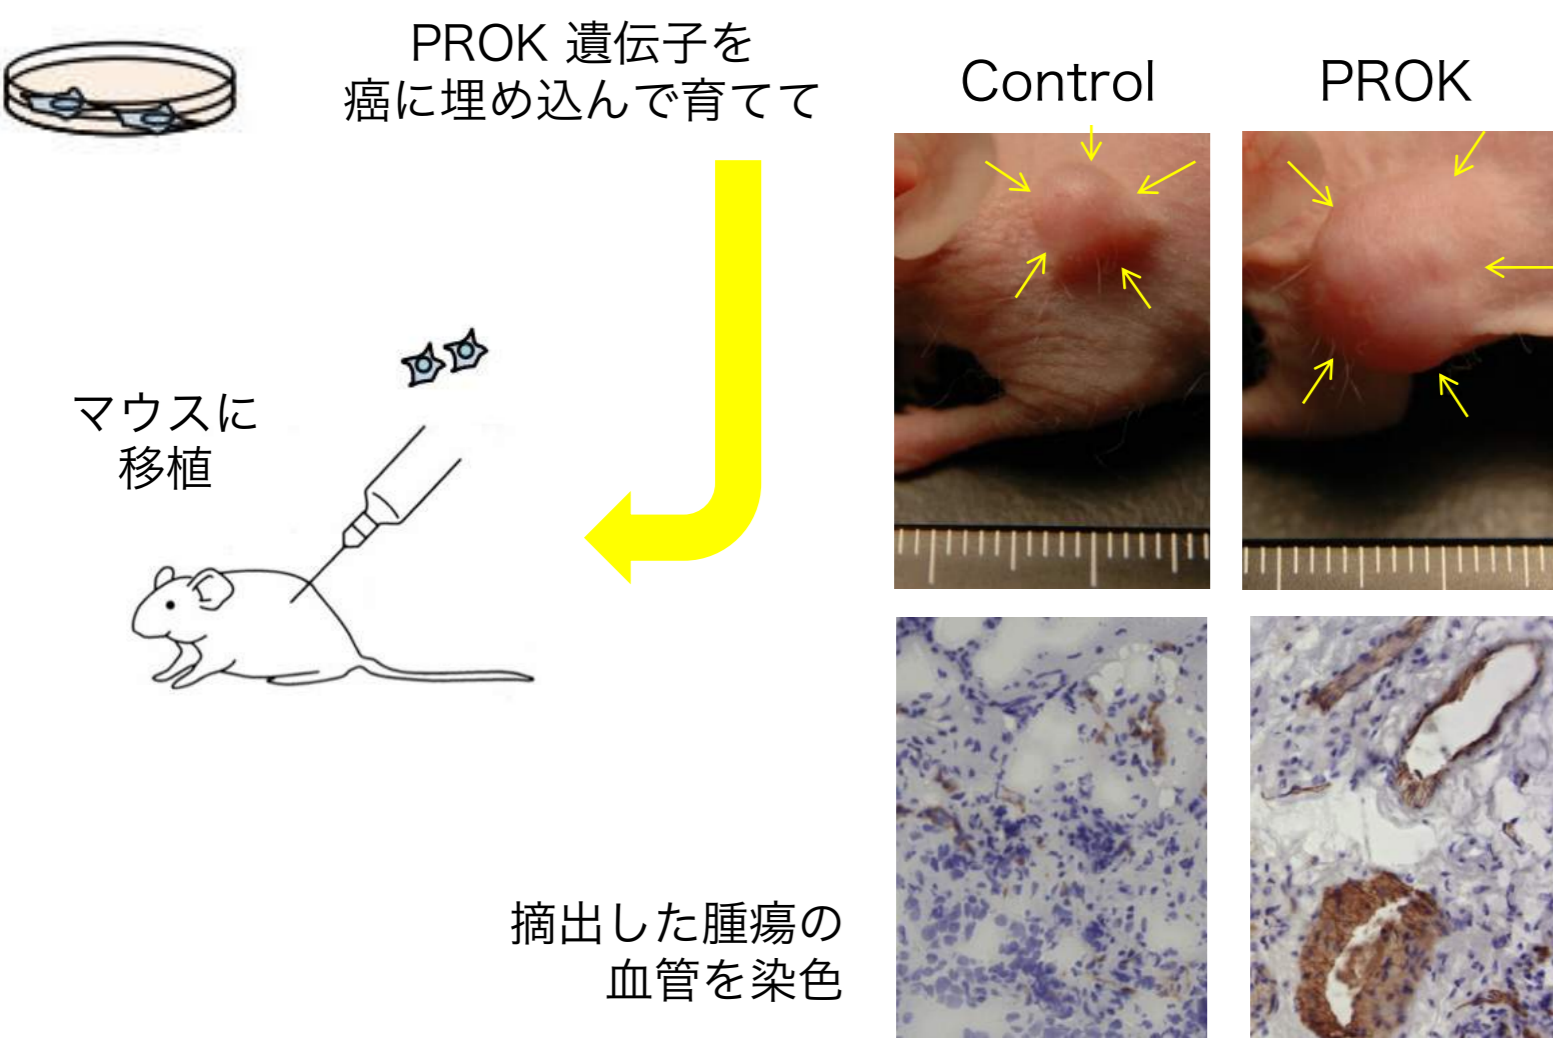 PROK 遺伝子を
癌に埋め込んで育てて
Control
PROK
マウスに
移植
摘出した腫瘍の
血管を染色